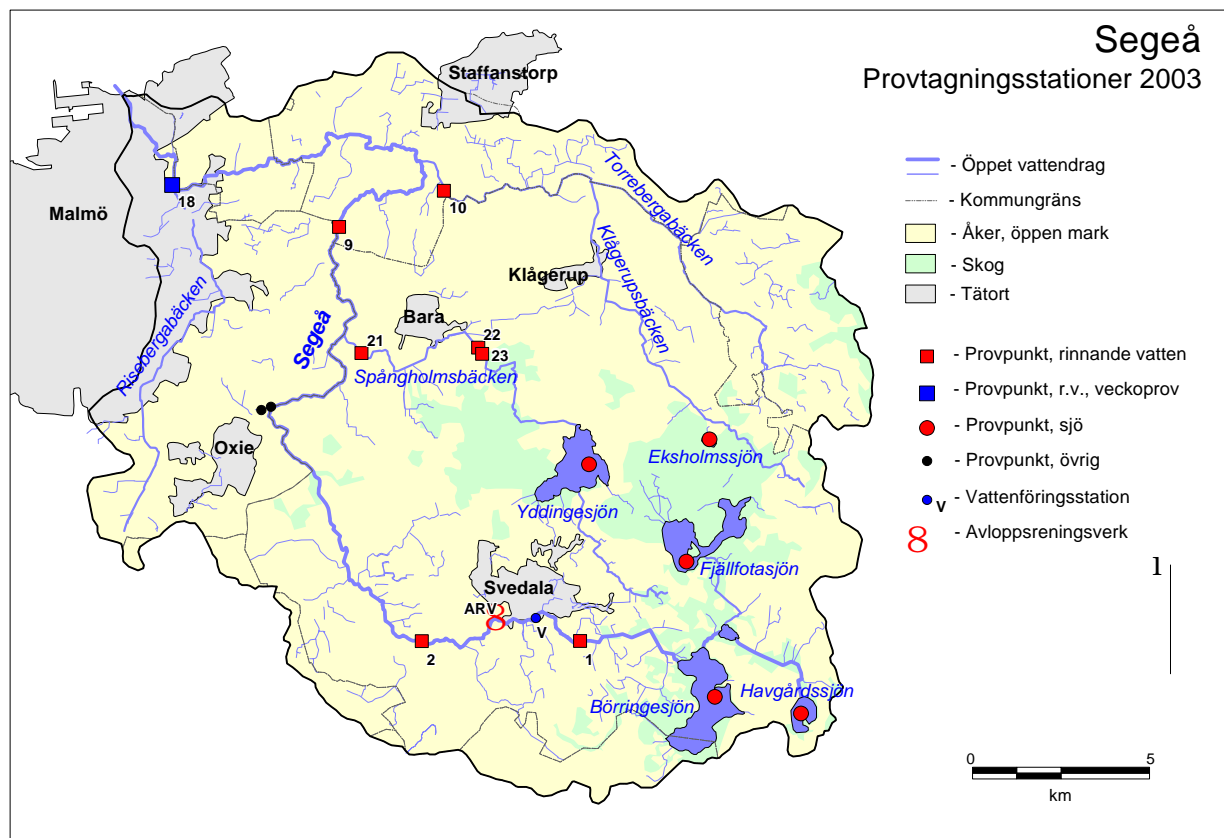 Segeå
Provtagningsstationer 2003
- Öppet vattendrag
- Kommungräns
- Åker, öppen mark
- Skog
- Tätort
- Provpunkt, rinnande vatten
- Provpunkt, r.v., veckoprov
- Provpunkt, sjö
- Provpunkt, övrig
V - Vattenföringsstation
8 - Avloppsreningsverk
l
0 5
km
Staffanstorp
Malmö
18
10
9
Torrebergabäcken
Klågerupsbäcken
Klågerup
Risebergabäcken
Segeå
Bara
21
22
23
Spångholmsbäcken
Oxie
Eksholmssjön
Yddingesjön
Fjällfotasjön
Svedala
ARV
8
V
2
1
Börringesjön
Havgårdssjön